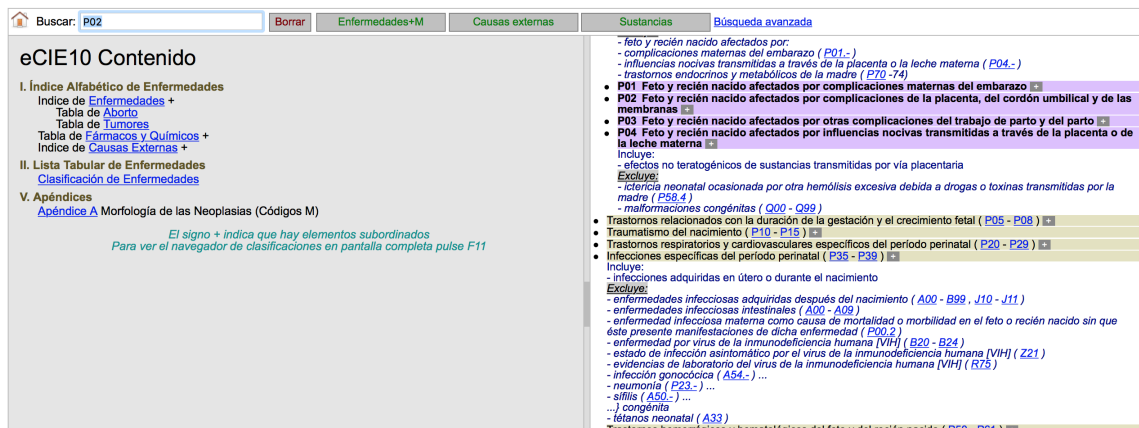 Buscar: P02 Borrar Enfermedades+M Causas externas Sustancias Búsqueda avanzada
eCIE10 Contenido
I. Índice Alfabético de Enfermedades
Indice de Enfermedades +
Tabla de Aborto
Tabla de Tumores
Tabla de Fármacos y Químicos +
Indice de Causas Externas +
II. Lista Tabular de Enfermedades
Clasificación de Enfermedades
V. Apéndices
Apéndice A Morfología de las Neoplasias (Códigos M)
El signo + indica que hay elementos subordinados
Para ver el navegador de clasificaciones en pantalla completa pulse F11
- feto y recién nacido afectados por:
- complicaciones maternas del embarazo ( P01.- )
- influencias nocivas transmitidas a través de la placenta o la leche materna ( P04.- )
- trastornos endocrinos y metabólicos de la madre ( P70 -74)
• P01 Feto y recién nacido afectados por complicaciones maternas del embarazo +
• P02 Feto y recién nacido afectados por complicaciones de la placenta, del cordón umbilical y de las
membranas +
• P03 Feto y recién nacido afectados por otras complicaciones del trabajo de parto y del parto +
• P04 Feto y recién nacido afectados por influencias nocivas transmitidas a través de la placenta o de
la leche materna +
Incluye:
- efectos no teratogénicos de sustancias transmitidas por vía placentaria
Excluye:
- ictericia neonatal ocasionada por otra hemólisis excesiva debida a drogas o toxinas transmitidas por la
madre ( P58.4 )
- malformaciones congénitas ( Q00 - Q99 )
• Trastornos relacionados con la duración de la gestación y el crecimiento fetal ( P05 - P08 ) +
• Traumatismo del nacimiento ( P10 - P15 ) +
• Trastornos respiratorios y cardiovasculares específicos del período perinatal ( P20 - P29 ) +
• Infecciones específicas del período perinatal ( P35 - P39 ) +
Incluye:
- infecciones adquiridas en útero o durante el nacimiento
Excluye:
- enfermedades infecciosas adquiridas después del nacimiento ( A00 - B99 , J10 - J11 )
- enfermedades infecciosas intestinales ( A00 - A09 )
- enfermedad infecciosa materna como causa de mortalidad o morbilidad en el feto o recién nacido sin que
éste presente manifestaciones de dicha enfermedad ( P00.2 )
- enfermedad por virus de la inmunodeficiencia humana [VIH] ( B20 - B24 )
- estado de infección asintomático por el virus de la inmunodeficiencia humana [VIH] ( Z21 )
- evidencias de laboratorio del virus de la inmunodeficiencia humana [VIH] ( R75 )
- infección gonocócica ( A54.- ) ...
- neumonía ( P23.- ) ...
- sífilis ( A50.- ) ...
...} congénita
- tétanos neonatal ( A33 )